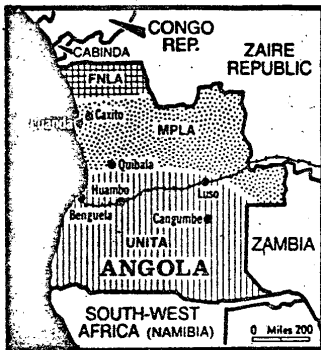 CONGO
REP.
CABINDA
ZAIRE
REPUBLIC
FNLA
Luanda
Caxito
MPLA
Quibala
Huambo
Luso
Benguela
Cangumbe
UNITA
ZAMBIA
ANGOLA
SOUTH-WEST
AFRICA (NAMIBIA)
0 Miles 200